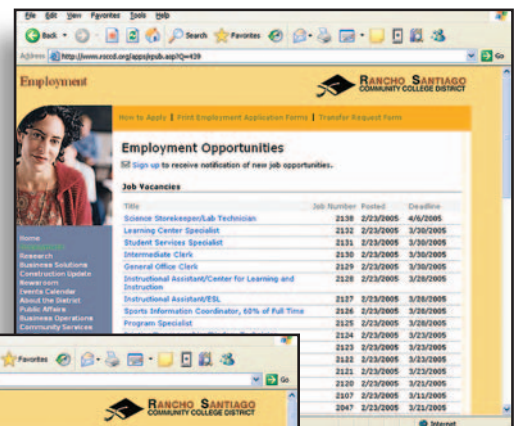 File Edit View Favorites Tools Help
Back Search Favorites
Address http://www.rsccd.org/apps/epub.asp?Q=439 Go
Employment
RANCHO SANTIAGO
COMMUNITY COLLEGE DISTRICT
How to Apply | Print Employment Application Forms | Transfer Request Form
Employment Opportunities
Sign up to receive notification of new job opportunities.
Job Vacancies
Title Job Number Posted Deadline
Science Storekeeper/Lab Technician 2138 2/23/2005 4/6/2005
Learning Center Specialist 2132 2/23/2005 3/30/2005
Student Services Specialist 2131 2/23/2005 3/30/2005
Intermediate Clerk 2130 2/23/2005 3/30/2005
General Office Clerk 2129 2/23/2005 3/30/2005
Instructional Assistant/Center for Learning and
Instruction 2128 2/23/2005 3/28/2005
Instructional Assistant/ESL 2127 2/23/2005 3/28/2005
Sports Information Coordinator, 60% of Full Time 2126 2/23/2005 3/28/2005
Program Specialist 2125 2/23/2005 3/28/2005
2124 2/23/2005 3/23/2005
2123 2/23/2005 3/23/2005
2122 2/23/2005 3/23/2005
2121 2/23/2005 3/21/2005
2120 2/23/2005 3/21/2005
2107 2/23/2005 3/11/2005
2047 2/23/2005 3/21/2005
Home
Research
Business Solutions
Construction Update
Newsroom
Events Calendar
About the District
Public Affairs
Business Operations
Community Services
Internet
Favorites
Go
RANCHO SANTIAGO
COMMUNITY COLLEGE DISTRICT